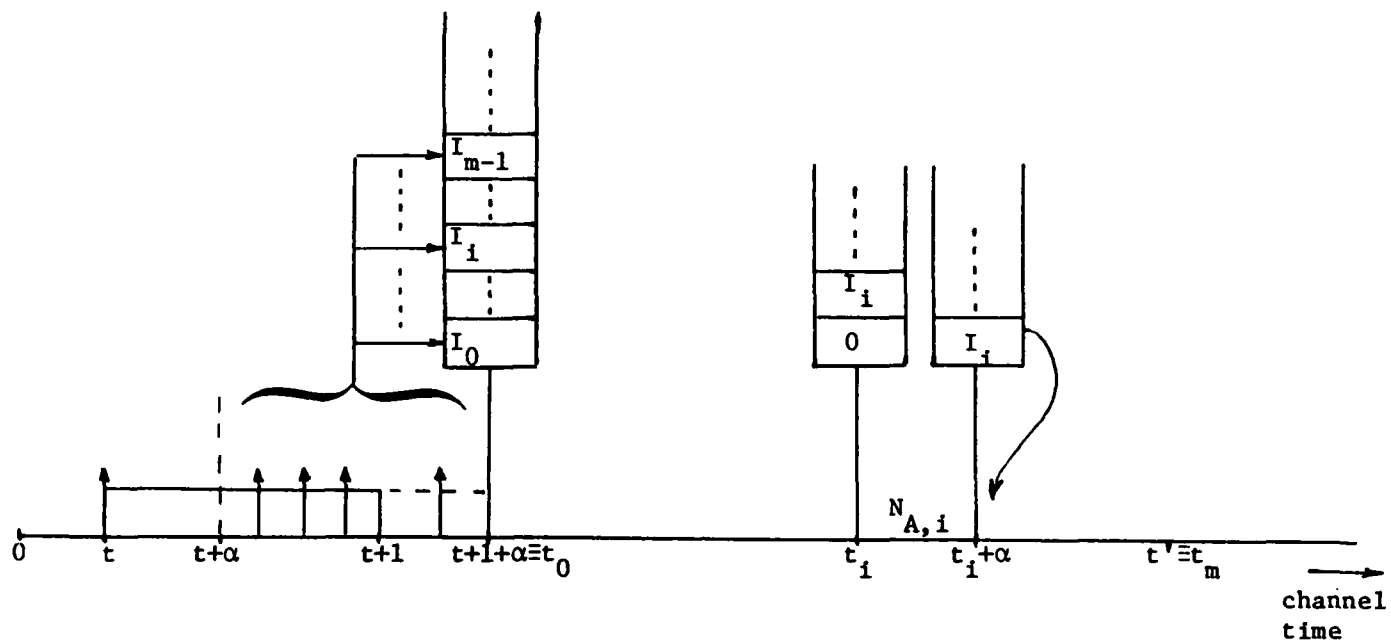 I_{m-1}
I_i
I_0
I_i
0
I_i
N_{A,i}
0 t t+α t+1 t+1+α≡t_0 t_i t_i+α t'≡t_m
channel
time